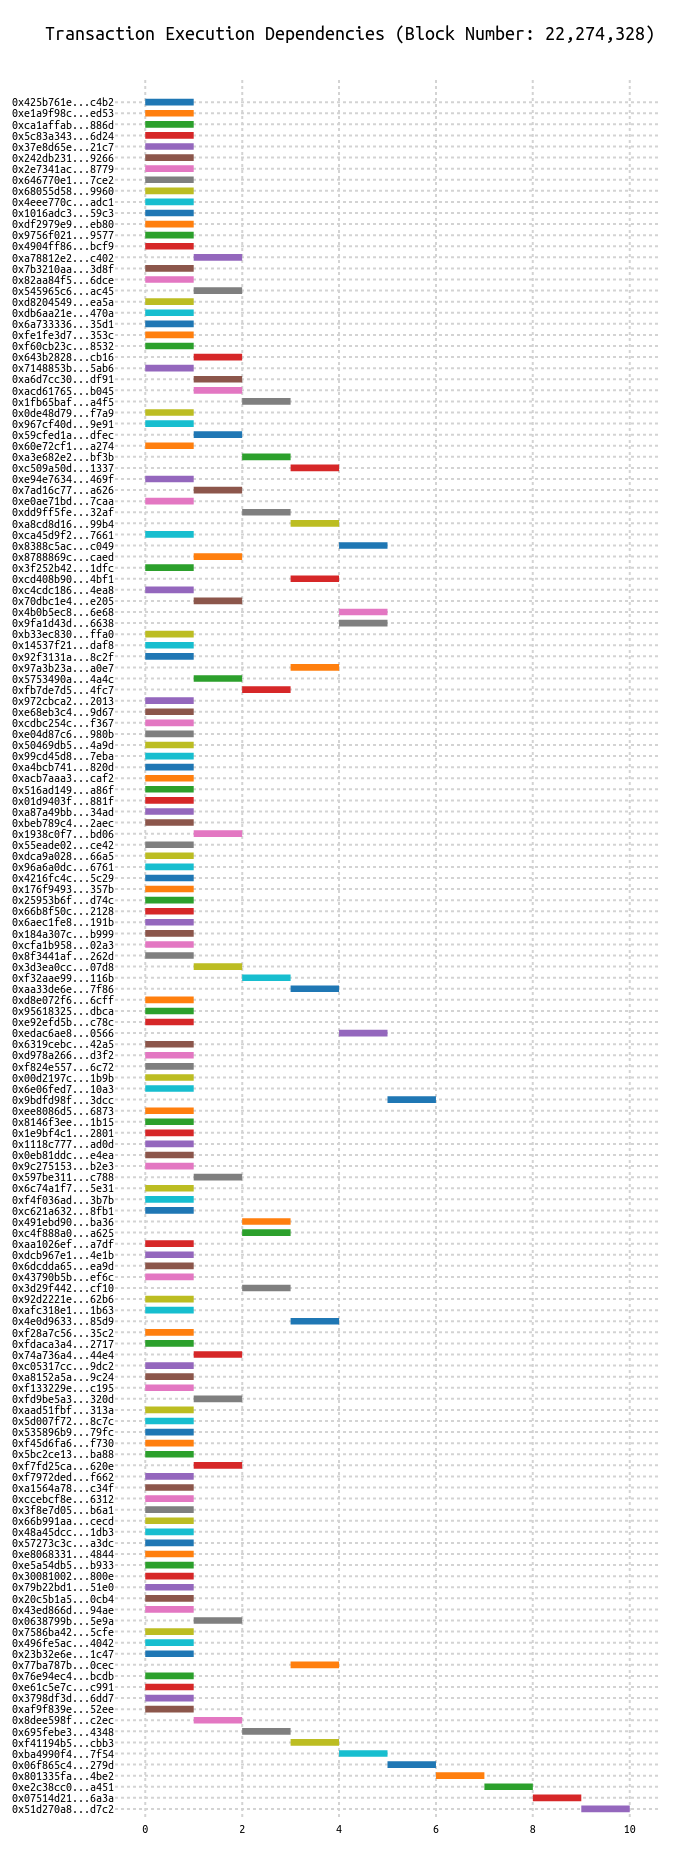 Transaction Execution Dependencies (Block Number: 22,274,328)
0x425b761e...c4b2
0xe1a9f98c...ed53
0xca1affab...886d
0x5c83a343...6d24
0x37e8d65e...21c7
0x242db231...9266
0x2e7341ac...8779
0x646770e1...7ce2
0x68055d58...9960
0x4eee770c...adc1
0x1016adc3...59c3
0xdf2979e9...eb80
0x9756f021...9577
0x4904ff86...bcf9
0xa78812e2...c402
0x7b3210aa...3d8f
0x82aa84f5...6dce
0x545965c6...ac45
0xd8204549...ea5a
0xdb6aa21e...470a
0x6a733336...35d1
0xfe1fe3d7...353c
0xf60cb23c...8532
0x643b2828...cb16
0x7148853b...5ab6
0xa6d7cc30...df91
0xacd61765...b045
0x1fb65baf...a4f5
0x0de48d79...f7a9
0x967cf40d...9e91
0x59cfed1a...dfec
0x60e72cf1...a274
0xa3e682e2...bf3b
0xc509a50d...1337
0xe94e7634...469f
0x7ad16c77...a626
0xe0ae71bd...7caa
0xdd9ff5fe...32af
0xa8cd8d16...99b4
0xca45d9f2...7661
0x8388c5ac...c049
0x8788869c...caed
0x3f252b42...1dfc
0xcd408b90...4bf1
0xc4cdc186...4ea8
0x70dbc1e4...e205
0x4b0b5ec8...6e68
0x9fa1d43d...6638
0xb33ec830...ffa0
0x14537f21...daf8
0x92f3131a...8c2f
0x97a3b23a...a0e7
0x5753490a...4a4c
0xfb7de7d5...4fc7
0x972cbca2...2013
0xe68eb3c4...9d67
0xcdbc254c...f367
0xe04d87c6...980b
0x50469db5...4a9d
0x99cd45d8...7eba
0xa4bcb741...820d
0xacb7aaa3...caf2
0x516ad149...a86f
0x01d9403f...881f
0xa87a49bb...34ad
0xbeb789c4...2aec
0x1938c0f7...bd06
0x55eade02...ce42
0xdca9a028...66a5
0x96a6a0dc...6761
0x4216fc4c...5c29
0x176f9493...357b
0x25953b6f...d74c
0x66b8f50c...2128
0x6aec1fe8...191b
0x184a307c...b999
0xcfa1b958...02a3
0x8f3441af...262d
0x3d3ea0cc...07d8
0xf32aae99...116b
0xaa33de6e...7f86
0xd8e072f6...6cff
0x95618325...dbca
0xe92efd5b...c78c
0xedac6ae8...0566
0x6319cebc...42a5
0xd978a266...d3f2
0xf824e557...6c72
0x00d2197c...1b9b
0x6e06fed7...10a3
0x9bdfd98f...3dcc
0xee8086d5...6873
0x8146f3ee...1b15
0x1e9bf4c1...2801
0x1118c777...ad0d
0x0eb81ddc...e4ea
0x9c275153...b2e3
0x597be311...c788
0x6c74a1f7...5e31
0xf4f036ad...3b7b
0xc621a632...8fb1
0x491ebd90...ba36
0xc4f888a0...a625
0xaa1026ef...a7df
0xdcb967e1...4e1b
0x6dcdda65...ea9d
0x43790b5b...ef6c
0x3d29f442...cf10
0x92d2221e...62b6
0xafc318e1...1b63
0x4e0d9633...85d9
0xf28a7c56...35c2
0xfdaca3a4...2717
0x74a736a4...44e4
0xc05317cc...9dc2
0xa8152a5a...9c24
0xf133229e...c195
0xfd9be5a3...320d
0xaad51fbf...313a
0x5d007f72...8c7c
0x535896b9...79fc
0xf45d6fa6...f730
0x5bc2ce13...ba88
0xf7fd25ca...620e
0xf7972ded...f662
0xa1564a78...c34f
0xccebcf8e...6312
0x3f8e7d05...b6a1
0x66b991aa...cecd
0x48a45dcc...1db3
0x57273c3c...a3dc
0xe8068331...4844
0xe5a54db5...b933
0x30081002...800e
0x79b22bd1...51e0
0x20c5b1a5...0cb4
0x43ed866d...94ae
0x0638799b...5e9a
0x7586ba42...5cfe
0x496fe5ac...4042
0x23b32e6e...1c47
0x77ba787b...0cec
0x76e94ec4...bcdb
0xe61c5e7c...c991
0x3798df3d...6dd7
0xaf9f839e...52ee
0x8dee598f...c2ec
0x695febe3...4348
0xf41194b5...cbb3
0xba4990f4...7f54
0x06f865c4...279d
0x801335fa...4be2
0xe2c38cc0...a451
0x07514d21...6a3a
0x51d270a8...d7c2
0 2 4 6 8 10